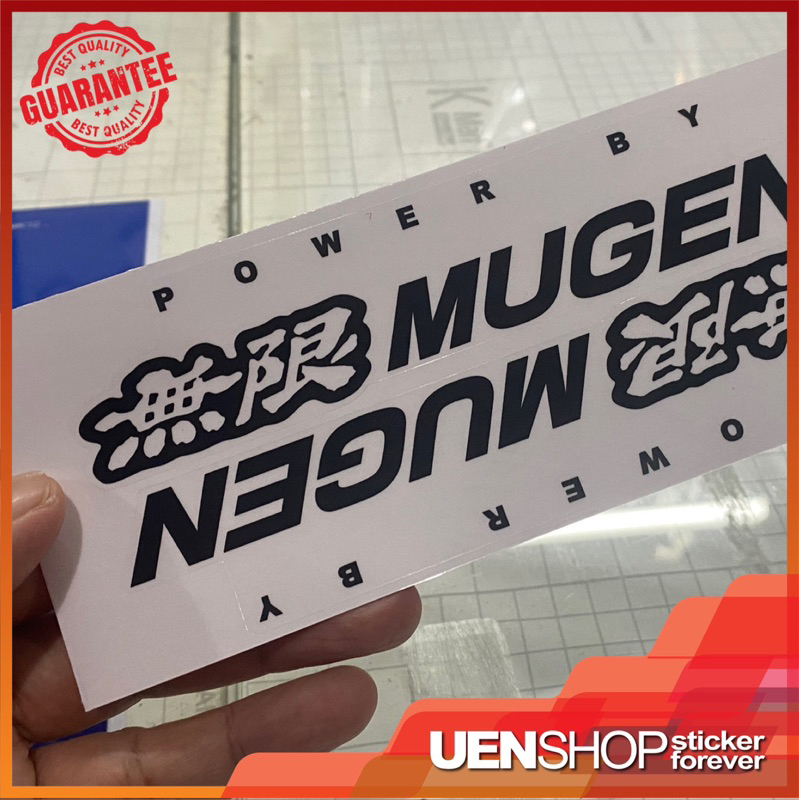 BEST QUALITY
GUARANTEE
BEST QUALITY
POWER BY
無限 MUGEN
無限 MUGEN
POWER BY
UENSHOP sticker
forever